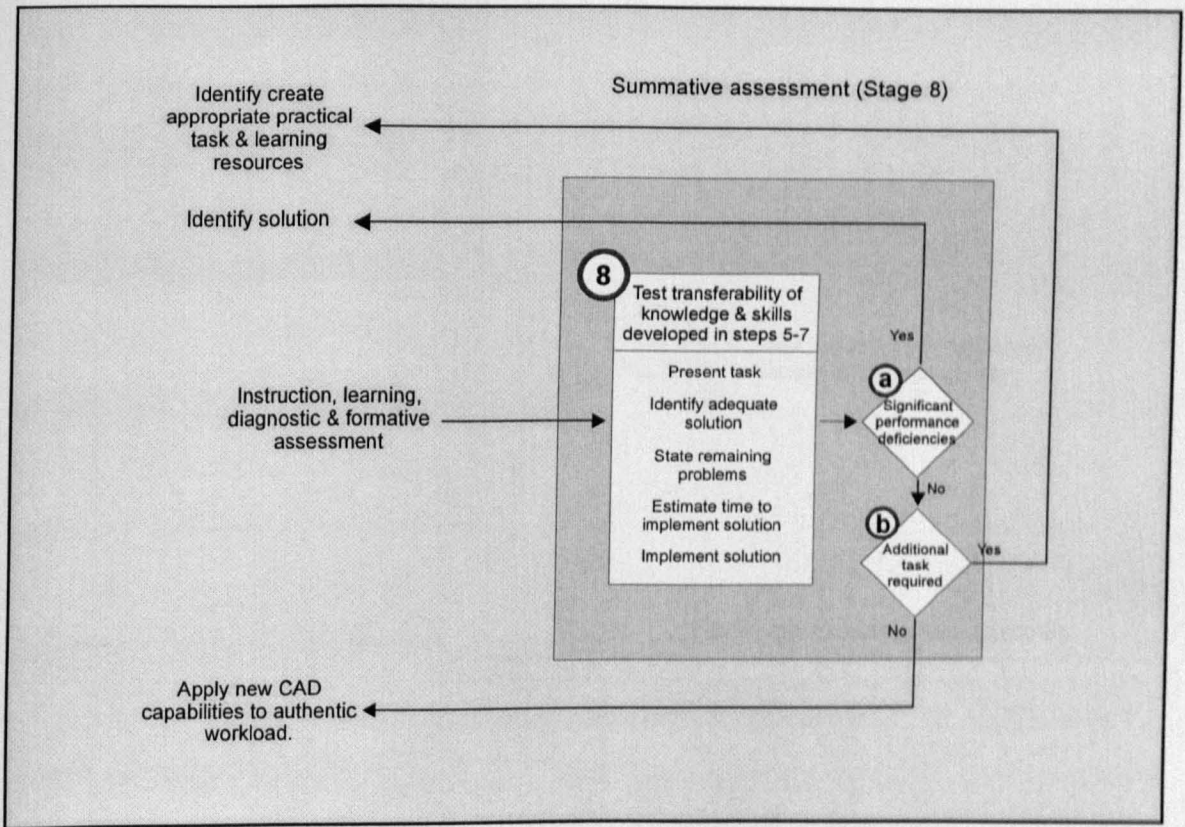 Summative assessment (Stage 8)
Identify create
appropriate practical
task & learning
resources
Identify solution
8
Test transferability of
knowledge & skills
developed in steps 5-7
Present task
Identify adequate
solution
State remaining
problems
Estimate time to
implement solution
Implement solution
Instruction, learning,
diagnostic & formative
assessment
Yes
a
Significant
performance
deficiencies
No
b
Additional
task
required
Yes
No
Apply new CAD
capabilities to authentic
workload.